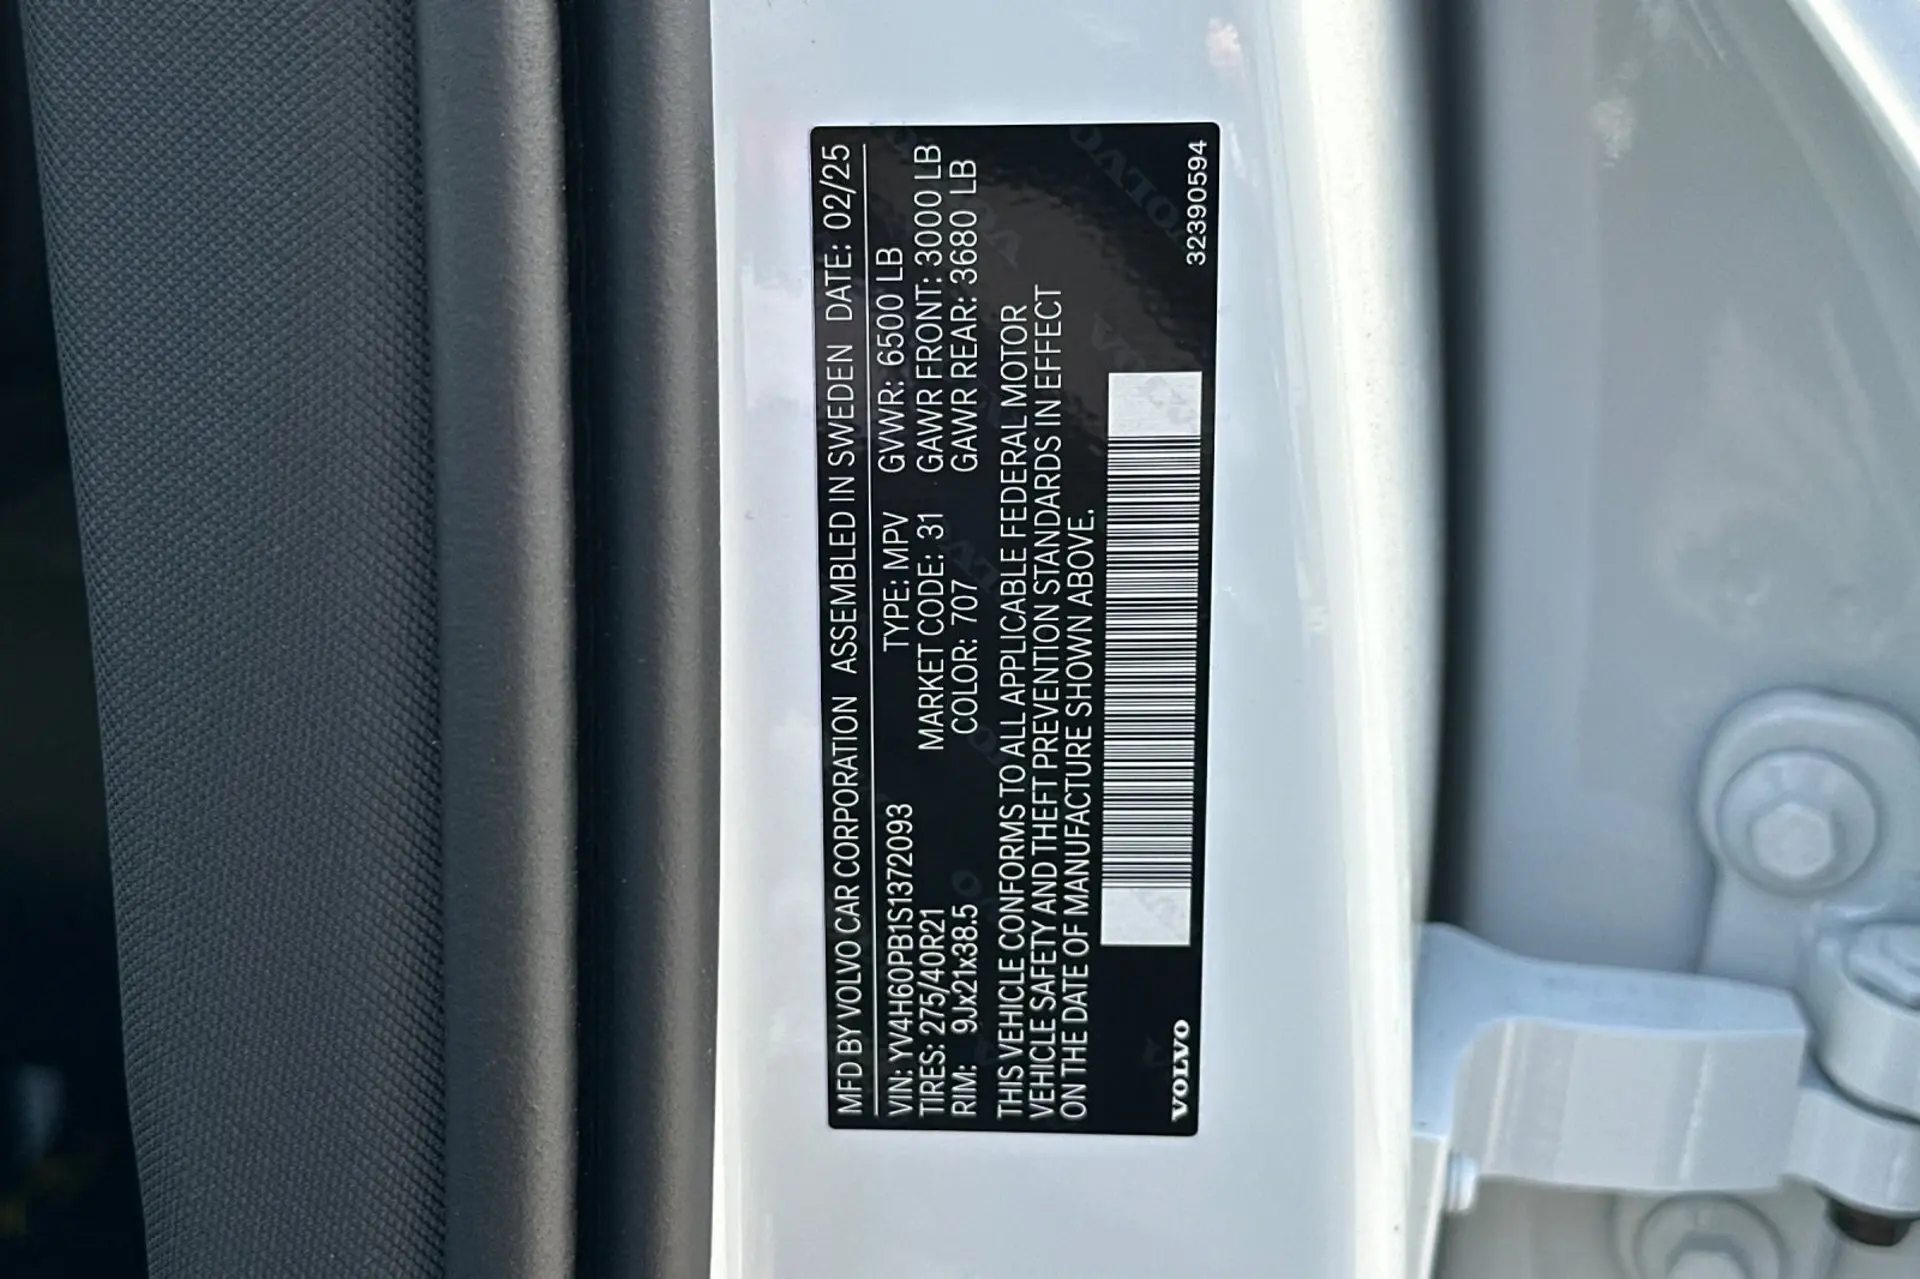 MFD BY VOLVO CAR CORPORATION ASSEMBLED IN SWEDEN DATE: 02/25
VIN: YV4H60PB1S1372093 TYPE: MPV GVWR: 6500 LB
TIRES: 275/40R21 MARKET CODE: 31 GAWR FRONT: 3000 LB
RIM: 9Jx21x38.5 COLOR: 707 GAWR REAR: 3680 LB
THIS VEHICLE CONFORMS TO ALL APPLICABLE FEDERAL MOTOR
VEHICLE SAFETY AND THEFT PREVENTION STANDARDS IN EFFECT
ON THE DATE OF MANUFACTURE SHOWN ABOVE.
VOLVO 32390594